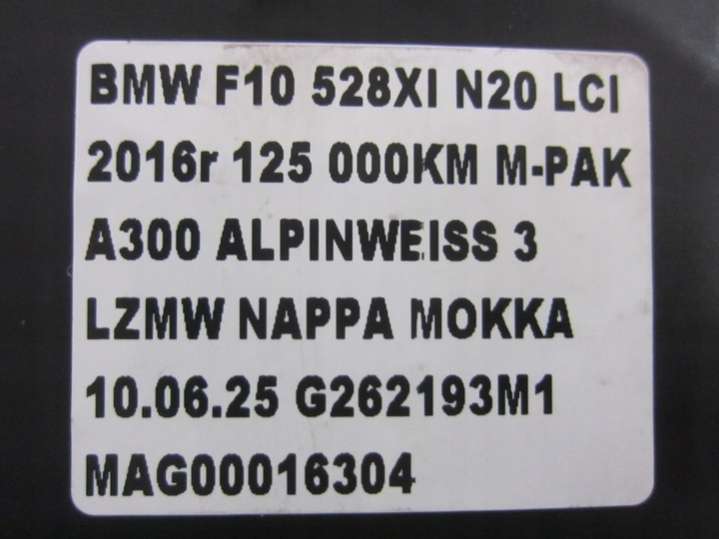 BMW F10 528XI N20 LCI
2016r 125 000KM M-PAK
A300 ALPINWEISS 3
LZMW NAPPA MOKKA
10.06.25 G262193M1
MAG00016304